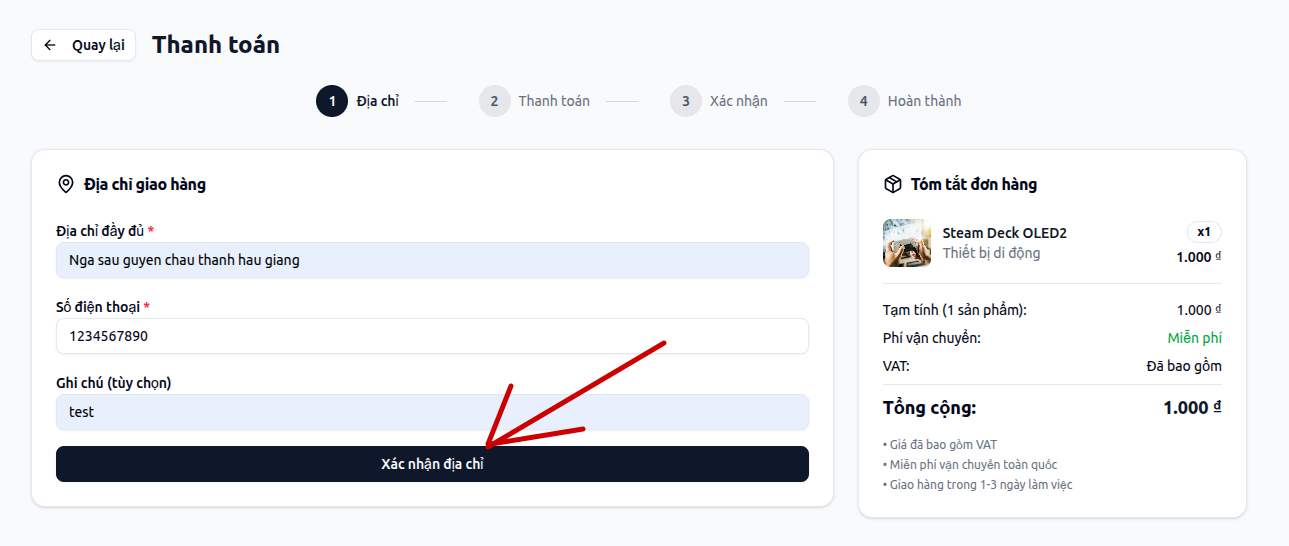 Quay lại
Thanh toán
1 Địa chỉ
2 Thanh toán
3 Xác nhận
4 Hoàn thành
Địa chỉ giao hàng
Địa chỉ đầy đủ *
Nga sau guyen chau thanh hau giang
Số điện thoại *
1234567890
Ghi chú (tùy chọn)
test
Xác nhận địa chỉ
Tóm tắt đơn hàng
Steam Deck OLED2 x1
Thiết bị di động 1.000 ₫
Tạm tính (1 sản phẩm): 1.000 ₫
Phí vận chuyển: Miễn phí
VAT: Đã bao gồm
Tổng cộng: 1.000 ₫
• Giá đã bao gồm VAT
• Miễn phí vận chuyển toàn quốc
• Giao hàng trong 1-3 ngày làm việc